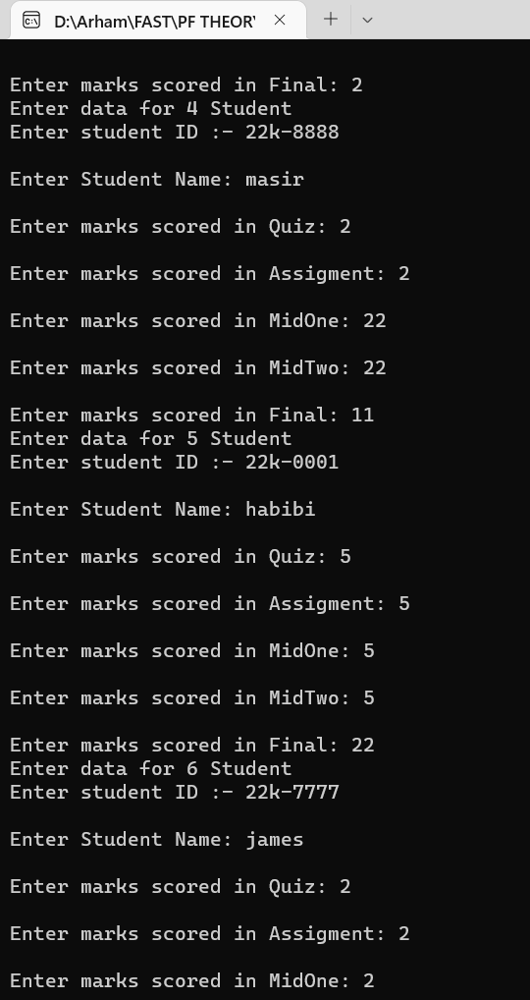 D:\Arham\FAST\PF THEORY
Enter marks scored in Final: 2
Enter data for 4 Student
Enter student ID :- 22k-8888
Enter Student Name: masir
Enter marks scored in Quiz: 2
Enter marks scored in Assigment: 2
Enter marks scored in MidOne: 22
Enter marks scored in MidTwo: 22
Enter marks scored in Final: 11
Enter data for 5 Student
Enter student ID :- 22k-0001
Enter Student Name: habibi
Enter marks scored in Quiz: 5
Enter marks scored in Assigment: 5
Enter marks scored in MidOne: 5
Enter marks scored in MidTwo: 5
Enter marks scored in Final: 22
Enter data for 6 Student
Enter student ID :- 22k-7777
Enter Student Name: james
Enter marks scored in Quiz: 2
Enter marks scored in Assigment: 2
Enter marks scored in MidOne: 2